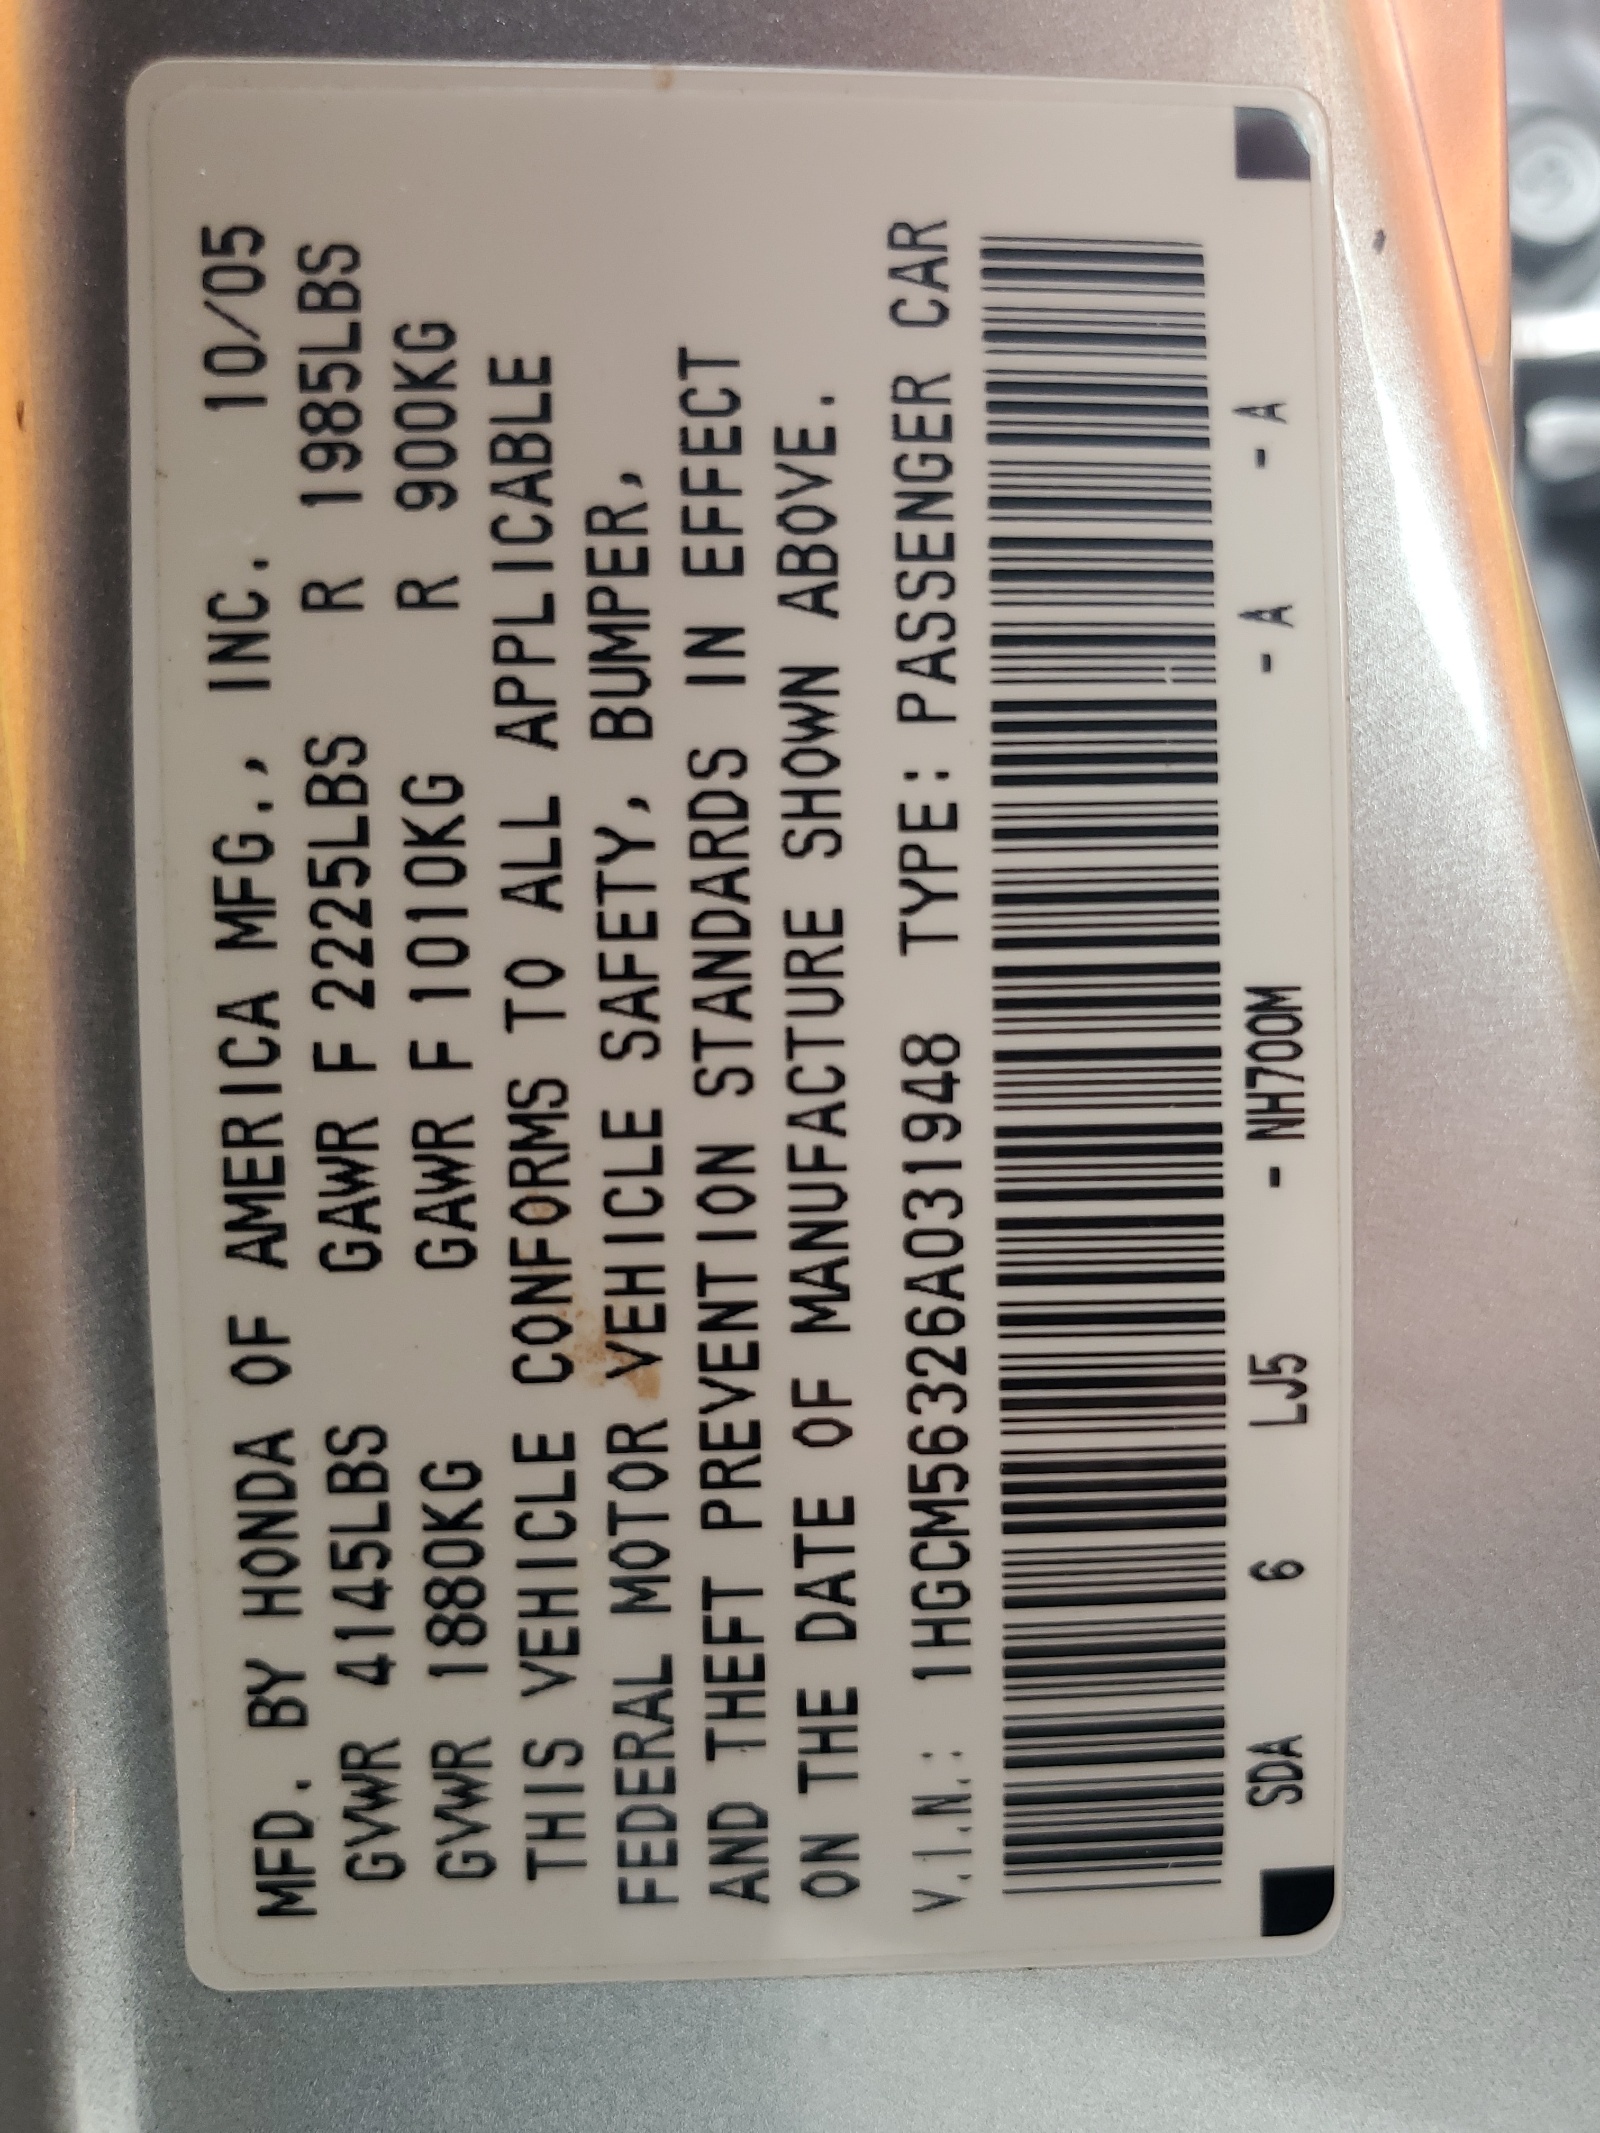 MFD. BY HONDA OF AMERICA MFG., INC. 10/05
GVWR 4145LBS GAWR F 2225LBS R 1985LBS
GVWR 1880KG GAWR F 1010KG R 900KG
THIS VEHICLE CONFORMS TO ALL APPLICABLE
FEDERAL MOTOR VEHICLE SAFETY, BUMPER,
AND THEFT PREVENTION STANDARDS IN EFFECT
ON THE DATE OF MANUFACTURE SHOWN ABOVE.
V.I.N.: 1HGCM56326A031948 TYPE: PASSENGER CAR
SDA 6 LJ5 - NH700M - A - A